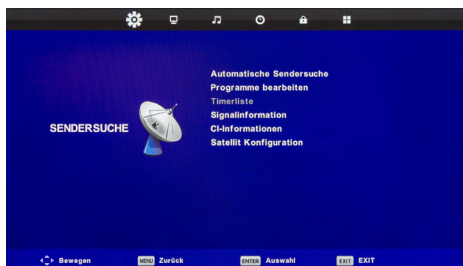 Automatische Sendersuche
Programme bearbeiten
Timerliste
Signalinformation
SENDERSUCHE
CI-Informationen
Satellit Konfiguration
Bewegen
MENU Zurück
ENTER Auswahl
EXIT EXIT